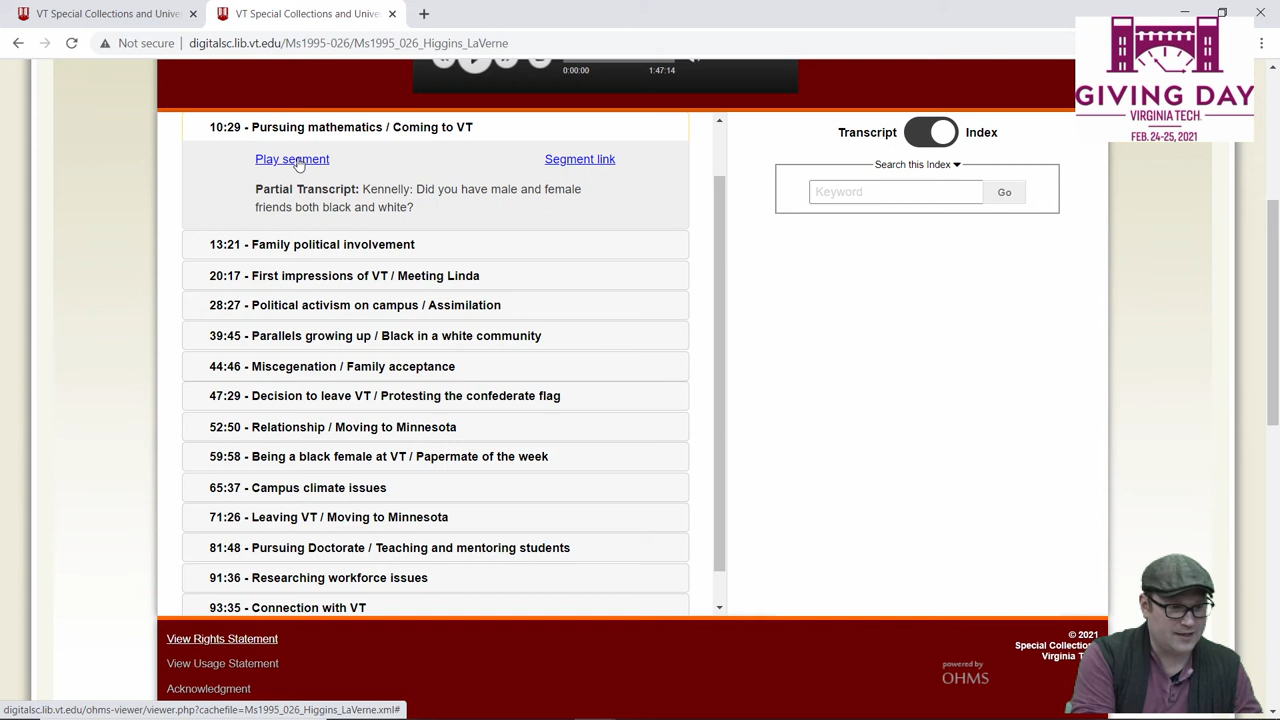 VT Special Collections and Unive
VT Special Collections and Unive
Not secure
digitalsc.lib.vt.edu/Ms1995-026/Ms1995_026_Higgins_LaVerne
GIVING DAY
VIRGINIA TECH.
FEB. 24-25, 2021
0:00:00
1:47:14
10:29 - Pursuing mathematics / Coming to VT
Play segment
Segment link
Partial Transcript: Kennelly: Did you have male and female
friends both black and white?
13:21 - Family political involvement
20:17 - First impressions of VT / Meeting Linda
28:27 - Political activism on campus / Assimilation
39:45 - Parallels growing up / Black in a white community
44:46 - Miscegenation / Family acceptance
47:29 - Decision to leave VT / Protesting the confederate flag
52:50 - Relationship / Moving to Minnesota
59:58 - Being a black female at VT / Papermate of the week
65:37 - Campus climate issues
71:26 - Leaving VT / Moving to Minnesota
81:48 - Pursuing Doctorate / Teaching and mentoring students
91:36 - Researching workforce issues
93:35 - Connection with VT
Transcript
Index
Search this Index
Keyword
Go
View Rights Statement
View Usage Statement
Acknowledgment
© 2021
Special Collections
Virginia Te
powered by
OHMS
digitalsc.lib.vt.edu/ohms-viewer/viewer.php?cachefile=Ms1995_026_Higgins_LaVerne.xml#